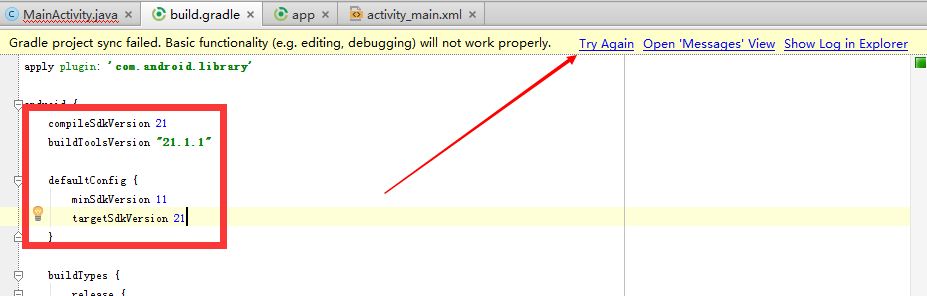 MainActivity.java × build.gradle × app × activity_main.xml ×
Gradle project sync failed. Basic functionality (e.g. editing, debugging) will not work properly. Try Again Open 'Messages' View Show Log in Explorer
apply plugin: 'com.android.library'
android {
compileSdkVersion 21
buildToolsVersion "21.1.1"
defaultConfig {
minSdkVersion 11
targetSdkVersion 21
}
buildTypes {
release {